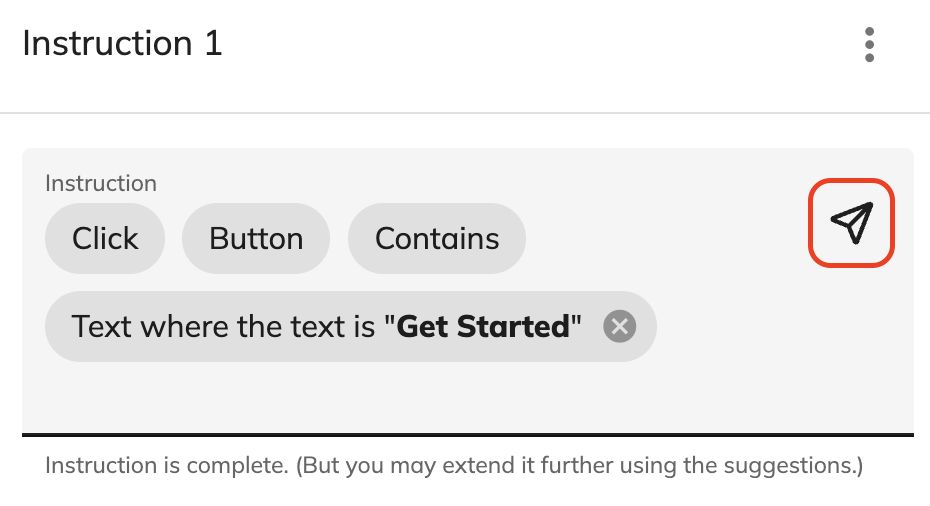 Instruction 1
Instruction
Click Button Contains
Text where the text is "Get Started"
Instruction is complete. (But you may extend it further using the suggestions.)